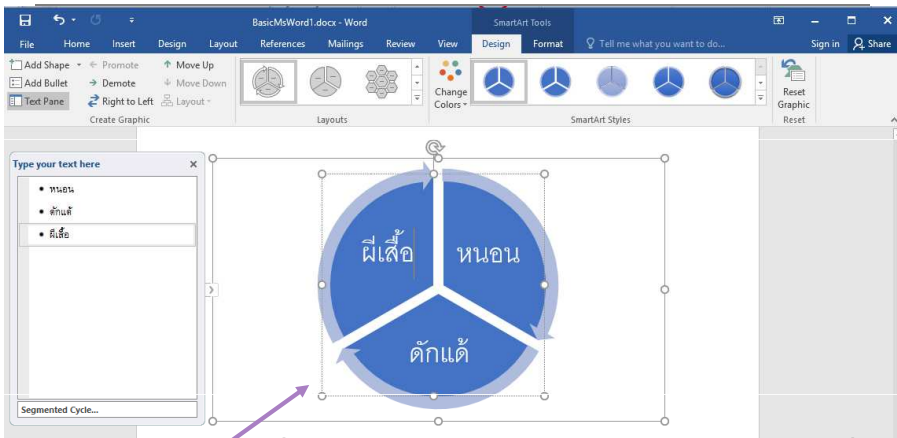 BasicMsWord1.docx - Word
SmartArt Tools
File Home Insert Design Layout References Mailings Review View Design Format Tell me what you want to do... Sign in Share
Add Shape Promote Move Up
Add Bullet Demote Move Down
Text Pane Right to Left Layout
Create Graphic
Layouts
Change Colors
SmartArt Styles
Reset Graphic
Reset
Type your text here
หนอน
ดักแด้
ผีเสื้อ
Segmented Cycle...
ผีเสื้อ
หนอน
ดักแด้